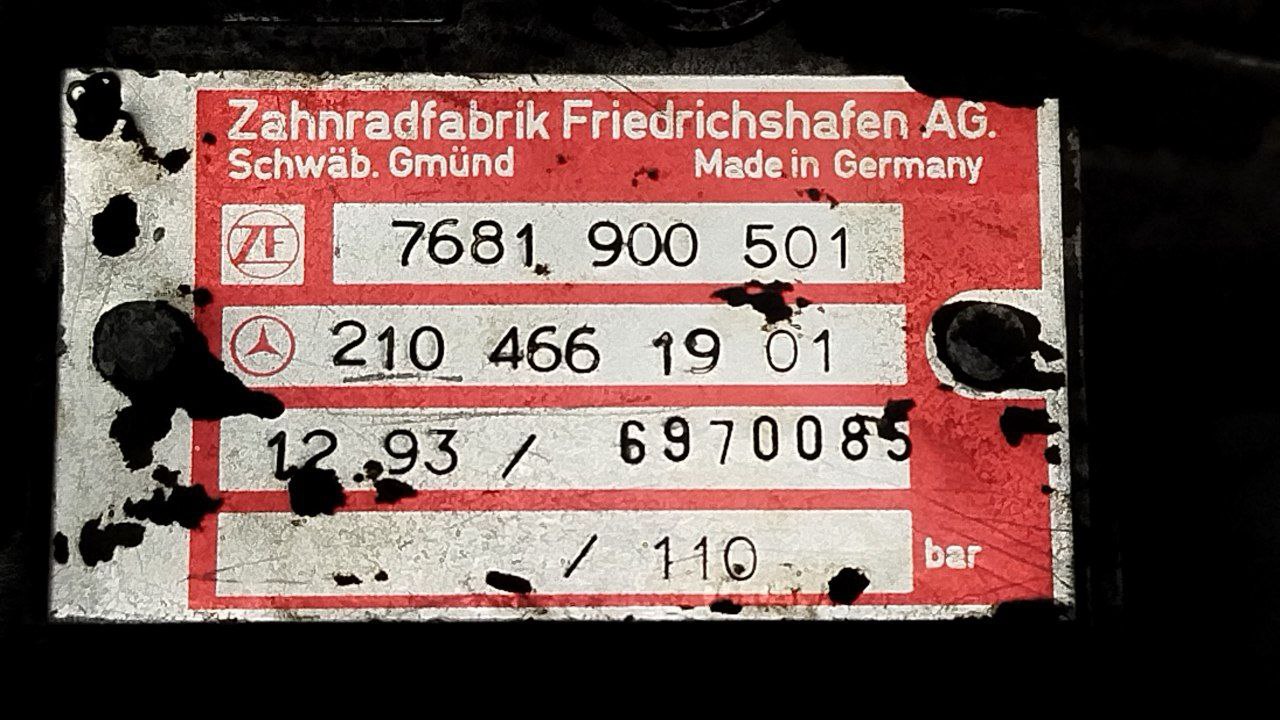 Zahnradfabrik Friedrichshafen AG.
Schwäb. Gmünd Made in Germany
ZF 7681 900 501
210 466 19 01
12.93 / 6970085
/ 110 bar